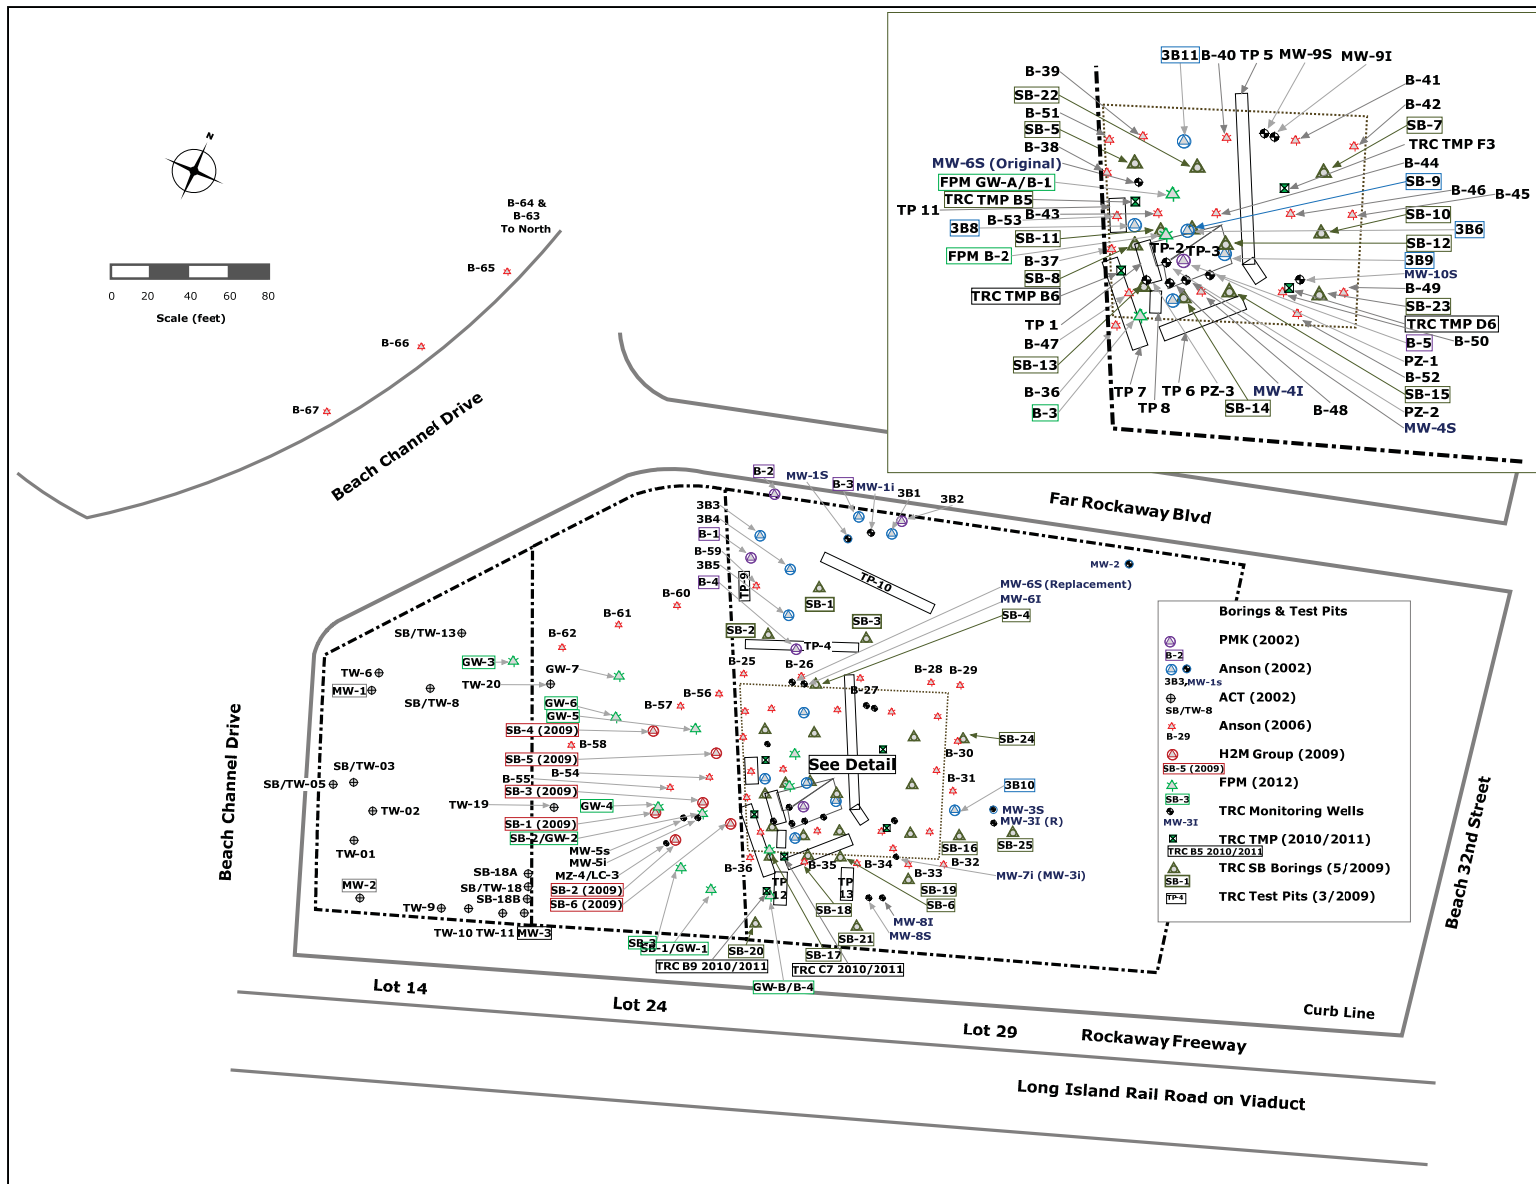 N
B-64 &
B-63
To North
B-65
B-66
B-67
0 20 40 60 80
Scale (feet)
Beach Channel Drive
3B11 B-40 TP 5 MW-9S MW-9I
B-39
SB-22
B-51
SB-5
B-38
MW-6S (Original)
FPM GW-A/B-1
TRC TMP B5
TP 11
B-43
B-53
3B8
SB-11
FPM B-2
B-37
SB-8
TRC TMP B6
TP 1
B-47
SB-13
B-36
B-3
TP-2
TP-3
TP 7
TP 8
TP 6
PZ-3
MW-4I
SB-14
B-48
B-41
B-42
SB-7
TRC TMP F3
B-44
SB-9
B-46
B-45
SB-10
3B6
SB-12
3B9
MW-10S
B-49
SB-23
TRC TMP D6
B-5
B-50
PZ-1
B-52
SB-15
PZ-2
MW-4S
Far Rockaway Blvd
B-2
MW-1S
B-3
MW-1i
3B1
3B2
3B3
3B4
B-1
B-59
3B5
B-4
TP-9
TP-10
MW-2
MW-6S (Replacement)
MW-6I
SB-4
SB-1
SB-2
SB-3
TP-4
B-60
B-61
B-62
SB/TW-13
GW-3
GW-7
TW-6
MW-1
TW-20
SB/TW-8
B-25
B-26
B-27
B-28
B-29
B-56
B-57
GW-6
GW-5
SB-4 (2009)
B-58
SB-5 (2009)
B-54
B-55
SB-3 (2009)
TW-19
GW-4
SB-1 (2009)
SB-2/GW-2
MW-5s
MW-5i
MZ-4/LC-3
SB-2 (2009)
SB-6 (2009)
SB/TW-03
SB/TW-05
TW-02
TW-01
MW-2
SB-18A
SB/TW-18
SB-18B
TW-9
TW-10
TW-11
MW-3
See Detail
SB-24
B-30
B-31
3B10
MW-3S
MW-3I (R)
SB-16
SB-25
B-32
MW-7i (MW-3i)
B-33
B-34
B-35
B-36
SB-19
SB-6
TP
12
TP
13
SB-18
MW-8I
MW-8S
SB-21
SB-17
SB-20
SB-3
SB-1/GW-1
TRC B9 2010/2011
TRC C7 2010/2011
GW-B/B-4
Beach Channel Drive
Borings & Test Pits
PMK (2002)
B-2
Anson (2002)
3B3,MW-1s
ACT (2002)
SB/TW-8
Anson (2006)
B-29
H2M Group (2009)
SB-5 (2009)
FPM (2012)
SB-3
TRC Monitoring Wells
MW-3I
TRC TMP (2010/2011)
TRC B5 2010/2011
TRC SB Borings (5/2009)
SB-1
TRC Test Pits (3/2009)
TP-4
Beach 32nd Street
Lot 14
Lot 24
Lot 29
Curb Line
Rockaway Freeway
Long Island Rail Road on Viaduct